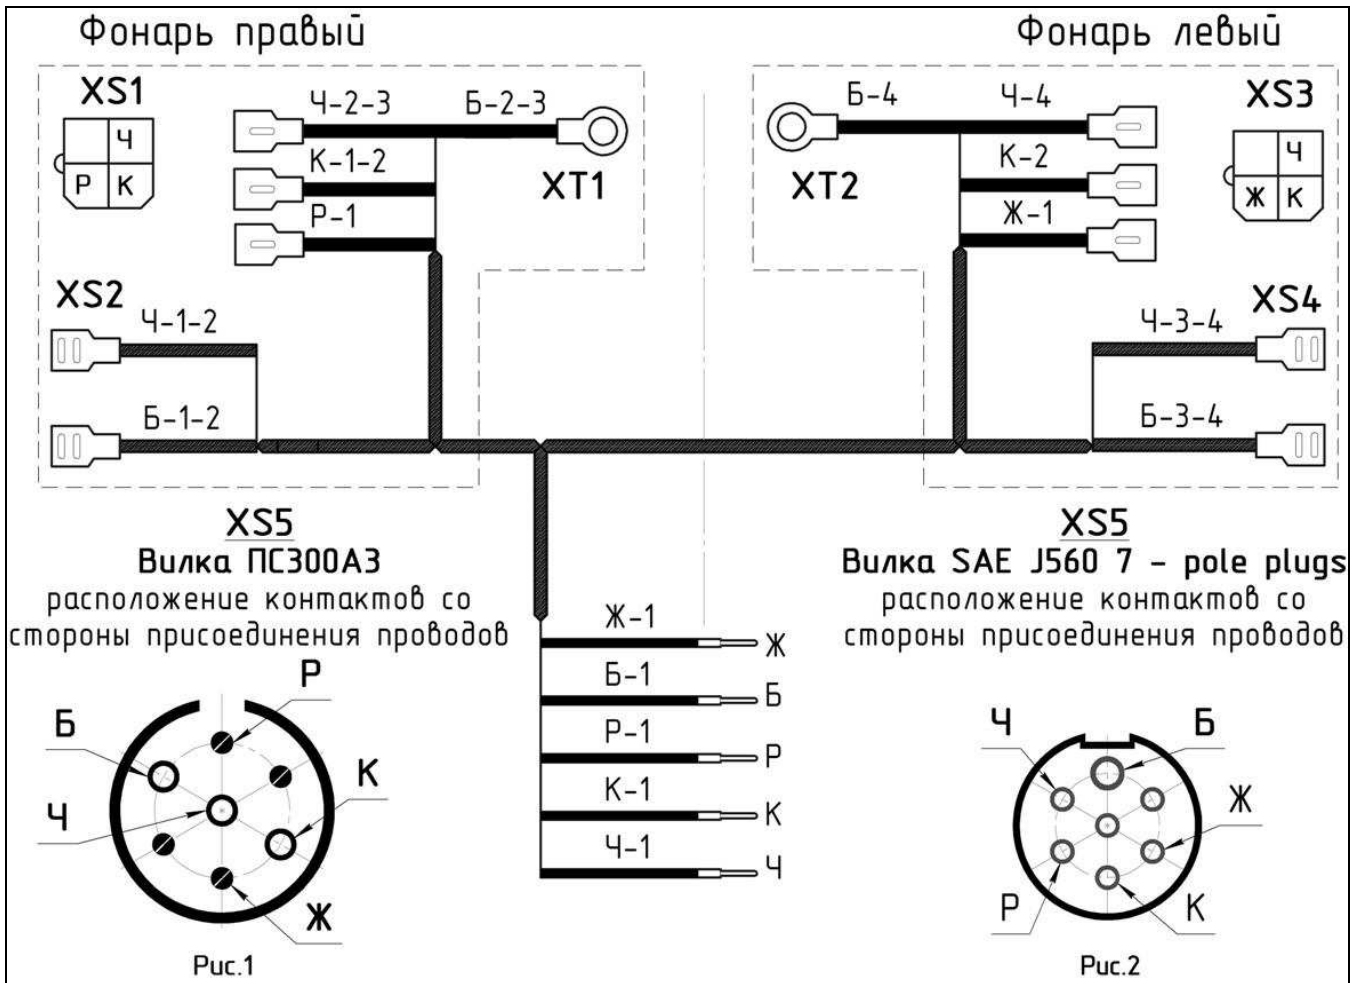 Фонарь правый
Фонарь левый
XS1
Ч
Р К
Ч-2-3
Б-2-3
К-1-2
Р-1
XT1
XS2
Ч-1-2
Б-1-2
Б-4
Ч-4
К-2
Ж-1
XT2
XS3
Ч
Ж К
XS4
Ч-3-4
Б-3-4
XS5
Вилка ПС300А3
расположение контактов со
стороны присоединения проводов
Р
Б
К
Ч
Ж
Рис.1
Ж-1 Ж
Б-1 Б
Р-1 Р
К-1 К
Ч-1 Ч
XS5
Вилка SAE J560 7 - pole plugs
расположение контактов со
стороны присоединения проводов
Ч
Б
Ж
Р
К
Рис.2